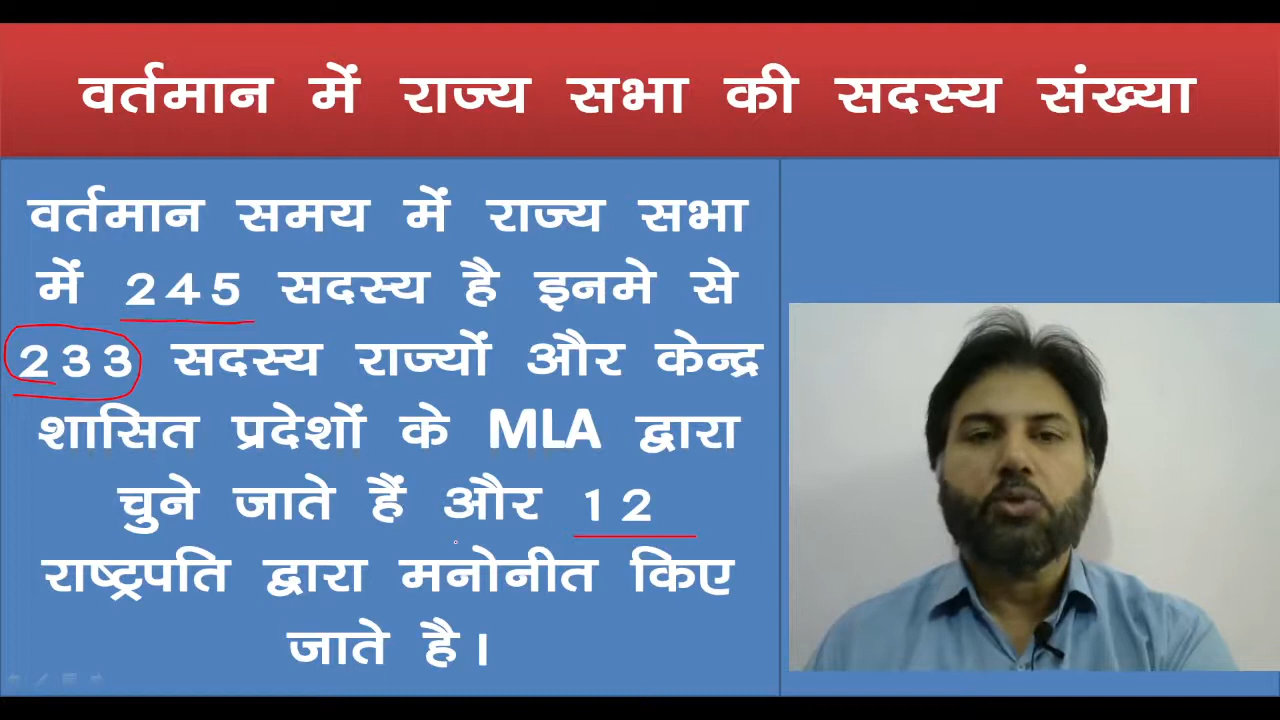 वर्तमान में राज्य सभा की सदस्य संख्या
वर्तमान समय में राज्य सभा
में 245 सदस्य है इनमे से
233 सदस्य राज्यों और केन्द्र
शासित प्रदेशों के MLA द्वारा
चुने जाते हैं और 12
राष्ट्रपति द्वारा मनोनीत किए
जाते है।